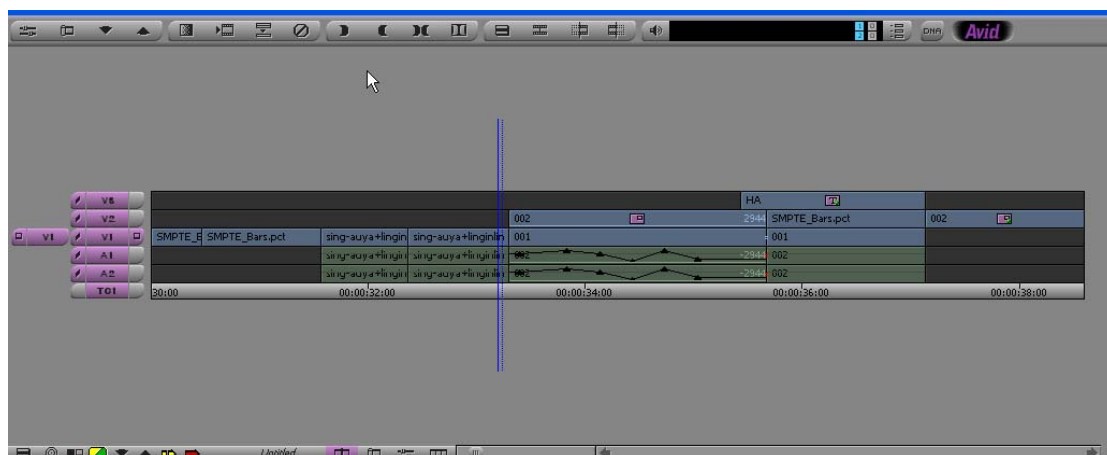 DNA Avid
V3 HA
V2 002 2944 SMPTE_Bars.pct 002
V1 V1 SMPTE_B SMPTE_Bars.pct sing-auya+lingin sing-auya+linginlin 001 001
A1 sing-auya+lingin sing-auya+linginlin 002 -2944 002
A2 sing-auya+lingin sing-auya+linginlin 002 -2944 002
TC1 30:00 00:00:32:00 00:00:34:00 00:00:36:00 00:00:38:00
Untitled